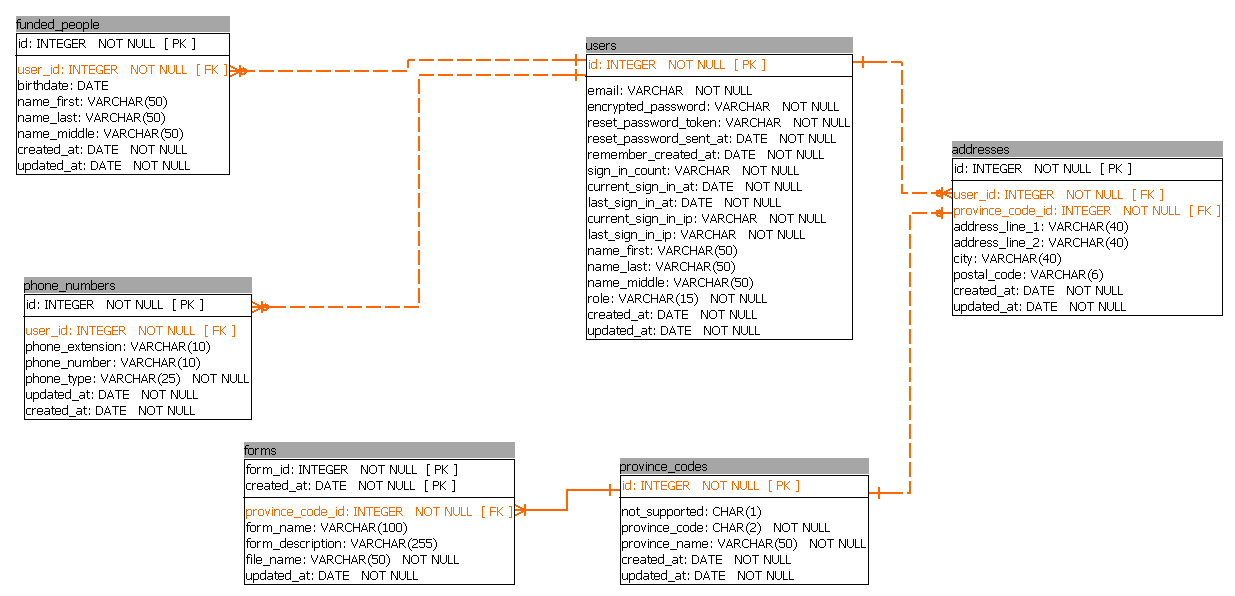 funded_people
id: INTEGER NOT NULL [ PK ]
user_id: INTEGER NOT NULL [ FK ]
birthdate: DATE
name_first: VARCHAR(50)
name_last: VARCHAR(50)
name_middle: VARCHAR(50)
created_at: DATE NOT NULL
updated_at: DATE NOT NULL
users
id: INTEGER NOT NULL [ PK ]
email: VARCHAR NOT NULL
encrypted_password: VARCHAR NOT NULL
reset_password_token: VARCHAR NOT NULL
reset_password_sent_at: DATE NOT NULL
remember_created_at: DATE NOT NULL
sign_in_count: VARCHAR NOT NULL
current_sign_in_at: DATE NOT NULL
last_sign_in_at: DATE NOT NULL
current_sign_in_ip: VARCHAR NOT NULL
last_sign_in_ip: VARCHAR NOT NULL
name_first: VARCHAR(50)
name_last: VARCHAR(50)
name_middle: VARCHAR(50)
role: VARCHAR(15) NOT NULL
created_at: DATE NOT NULL
updated_at: DATE NOT NULL
addresses
id: INTEGER NOT NULL [ PK ]
user_id: INTEGER NOT NULL [ FK ]
province_code_id: INTEGER NOT NULL [ FK ]
address_line_1: VARCHAR(40)
address_line_2: VARCHAR(40)
city: VARCHAR(40)
postal_code: VARCHAR(6)
created_at: DATE NOT NULL
updated_at: DATE NOT NULL
phone_numbers
id: INTEGER NOT NULL [ PK ]
user_id: INTEGER NOT NULL [ FK ]
phone_extension: VARCHAR(10)
phone_number: VARCHAR(10)
phone_type: VARCHAR(25) NOT NULL
updated_at: DATE NOT NULL
created_at: DATE NOT NULL
forms
form_id: INTEGER NOT NULL [ PK ]
created_at: DATE NOT NULL [ PK ]
province_code_id: INTEGER NOT NULL [ FK ]
form_name: VARCHAR(100)
form_description: VARCHAR(255)
file_name: VARCHAR(50) NOT NULL
updated_at: DATE NOT NULL
province_codes
id: INTEGER NOT NULL [ PK ]
not_supported: CHAR(1)
province_code: CHAR(2) NOT NULL
province_name: VARCHAR(50) NOT NULL
created_at: DATE NOT NULL
updated_at: DATE NOT NULL